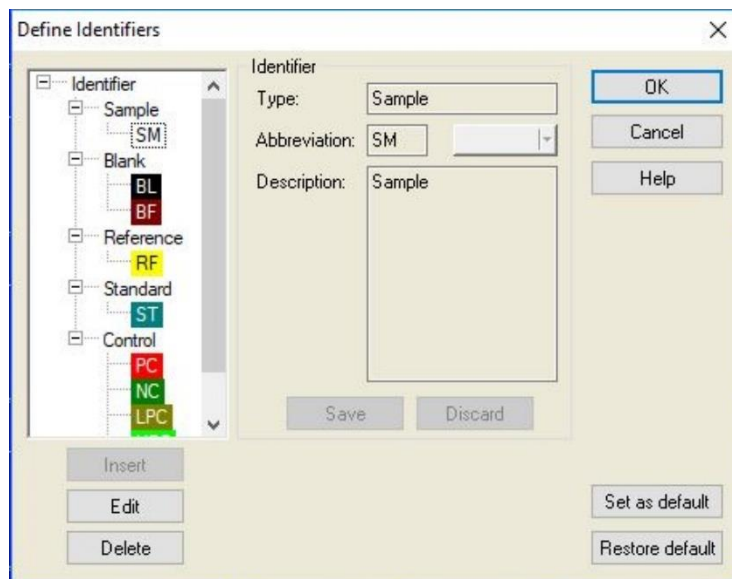 Define Identifiers
Identifier
Sample
SM
Blank
BL
BF
Reference
RF
Standard
ST
Control
PC
NC
LPC
Identifier
Type: Sample
Abbreviation: SM
Description: Sample
Save Discard
OK
Cancel
Help
Insert
Edit
Delete
Set as default
Restore default